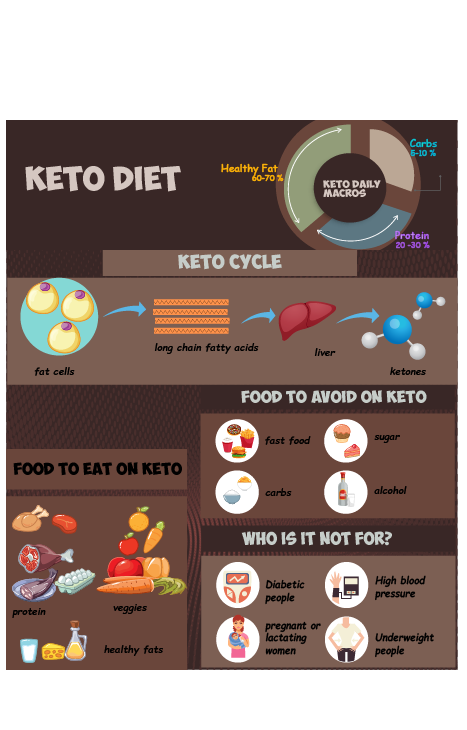 KETO DIET
Healthy Fat
60-70 %
Carbs
5-10 %
KETO DAILY
MACROS
Protein
20 -30 %
KETO CYCLE
fat cells
long chain fatty acids
liver
ketones
FOOD TO AVOID ON KETO
fast food
sugar
carbs
alcohol
FOOD TO EAT ON KETO
protein
veggies
healthy fats
WHO IS IT NOT FOR?
Diabetic
people
High blood
pressure
pregnant or
lactating
women
Underweight
people